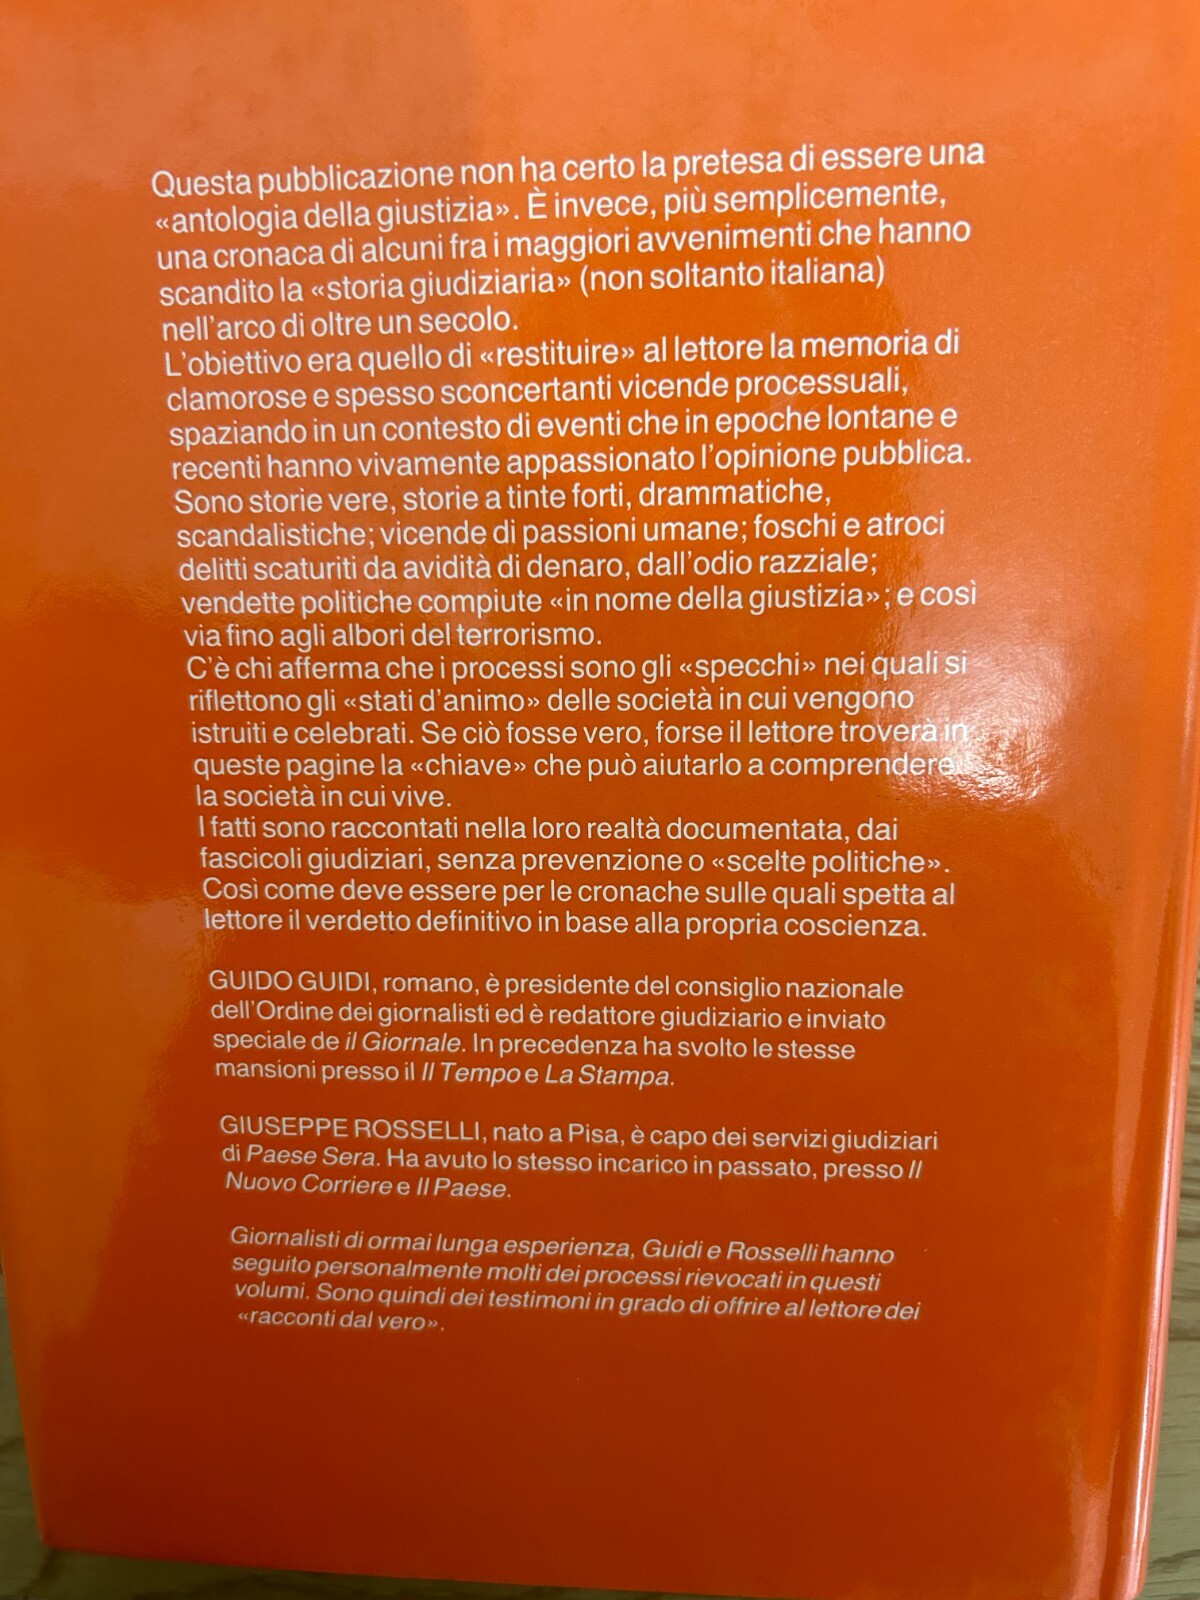 Questa pubblicazione non ha certo la pretesa di essere una
«antologia della giustizia». È invece, più semplicemente,
una cronaca di alcuni fra i maggiori avvenimenti che hanno
scandito la «storia giudiziaria» (non soltanto italiana)
nell'arco di oltre un secolo.
L'obiettivo era quello di «restituire» al lettore la memoria di
clamorose e spesso sconcertanti vicende processuali,
spaziando in un contesto di eventi che in epoche lontane e
recenti hanno vivamente appassionato l'opinione pubblica.
Sono storie vere, storie a tinte forti, drammatiche,
scandalistiche; vicende di passioni umane; foschi e atroci
delitti scaturiti da avidità di denaro, dall'odio razziale;
vendette politiche compiute «in nome della giustizia»; e così
via fino agli albori del terrorismo.
C'è chi afferma che i processi sono gli «specchi» nei quali si
riflettono gli «stati d'animo» delle società in cui vengono
istruiti e celebrati. Se ciò fosse vero, forse il lettore troverà in
queste pagine la «chiave» che può aiutarlo a comprendere
la società in cui vive.
I fatti sono raccontati nella loro realtà documentata, dai
fascicoli giudiziari, senza prevenzione o «scelte politiche».
Così come deve essere per le cronache sulle quali spetta al
lettore il verdetto definitivo in base alla propria coscienza.
GUIDO GUIDI, romano, è presidente del consiglio nazionale
dell'Ordine dei giornalisti ed è redattore giudiziario e inviato
speciale de il Giornale. In precedenza ha svolto le stesse
mansioni presso il Il Tempo e La Stampa.
GIUSEPPE ROSSELLI, nato a Pisa, è capo dei servizi giudiziari
di Paese Sera. Ha avuto lo stesso incarico in passato, presso Il
Nuovo Corriere e Il Paese.
Giornalisti di ormai lunga esperienza, Guidi e Rosselli hanno
seguito personalmente molti dei processi rievocati in questi
volumi. Sono quindi dei testimoni in grado di offrire al lettore dei
«racconti dal vero».